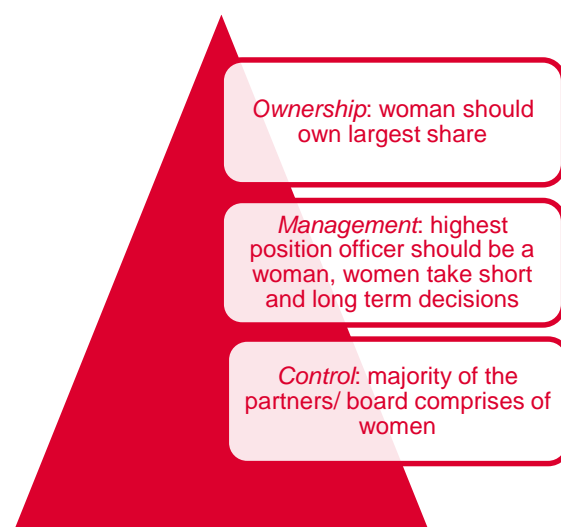 Ownership: woman should
own largest share
Management: highest
position officer should be a
woman, women take short
and long term decisions
Control: majority of the
partners/ board comprises of
women